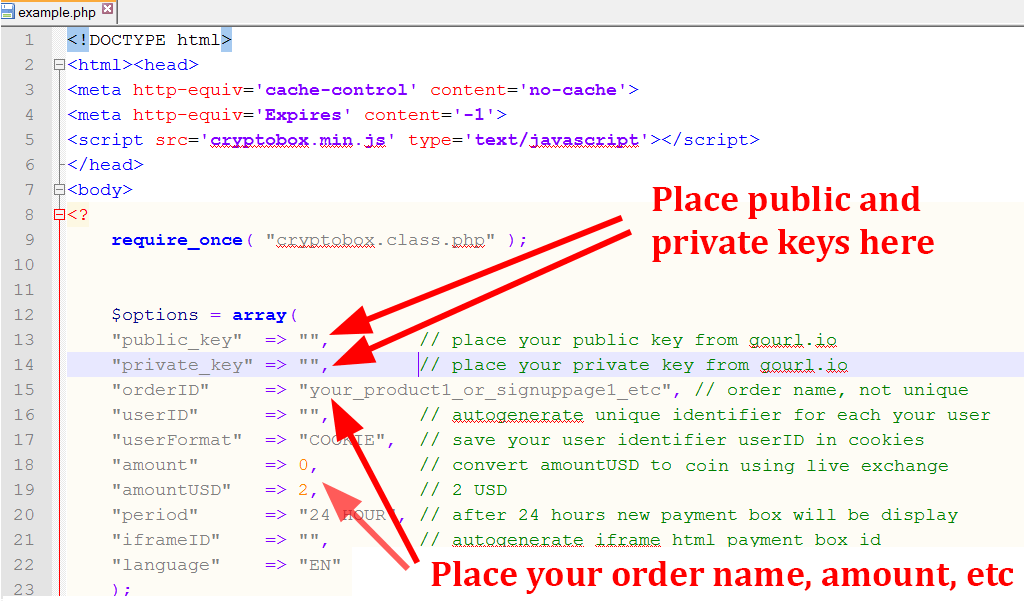 example.php
1 <!DOCTYPE html>
2 <html><head>
3 <meta http-equiv='cache-control' content='no-cache'>
4 <meta http-equiv='Expires' content='-1'>
5 <script src='cryptobox.min.js' type='text/javascript'></script>
6 </head>
7 <body>
8 <?
9 require_once( "cryptobox.class.php" );
10
11
12 $options = array(
13 "public_key" => "", // place your public key from gourl.io
14 "private_key" => "", // place your private key from gourl.io
15 "orderID" => "your_product1_or_signuppage1_etc", // order name, not unique
16 "userID" => "", // autogenerate unique identifier for each your user
17 "userFormat" => "COOKIE", // save your user identifier userID in cookies
18 "amount" => 0, // convert amountUSD to coin using live exchange
19 "amountUSD" => 2, // 2 USD
20 "period" => "24 HOUR", // after 24 hours new payment box will be display
21 "iframeID" => "", // autogenerate iframe html payment box id
22 "language" => "EN"
23 );
Place public and
private keys here
Place your order name, amount, etc